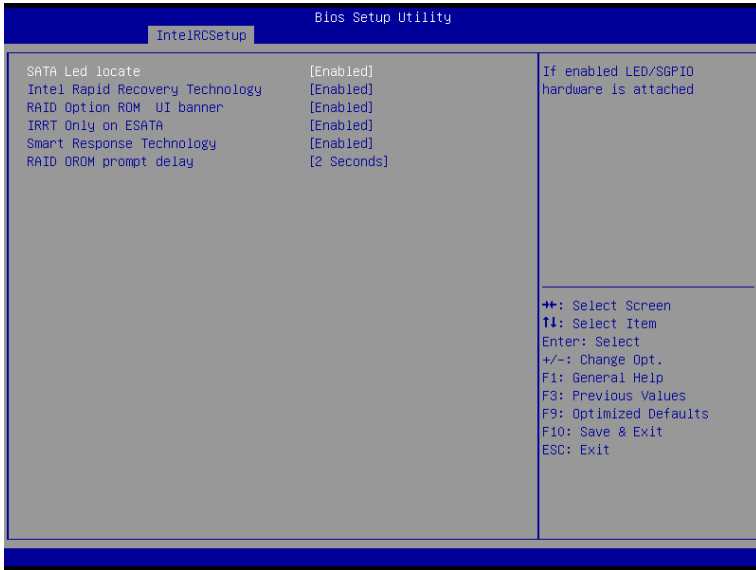 Bios Setup Utility
IntelRCSetup
SATA Led locate [Enabled]
Intel Rapid Recovery Technology [Enabled]
RAID Option ROM UI banner [Enabled]
IRRT Only on ESATA [Enabled]
Smart Response Technology [Enabled]
RAID OROM prompt delay [2 Seconds]
If enabled LED/SGPIO
hardware is attached
→←: Select Screen
↑↓: Select Item
Enter: Select
+/-: Change Opt.
F1: General Help
F3: Previous Values
F9: Optimized Defaults
F10: Save & Exit
ESC: Exit